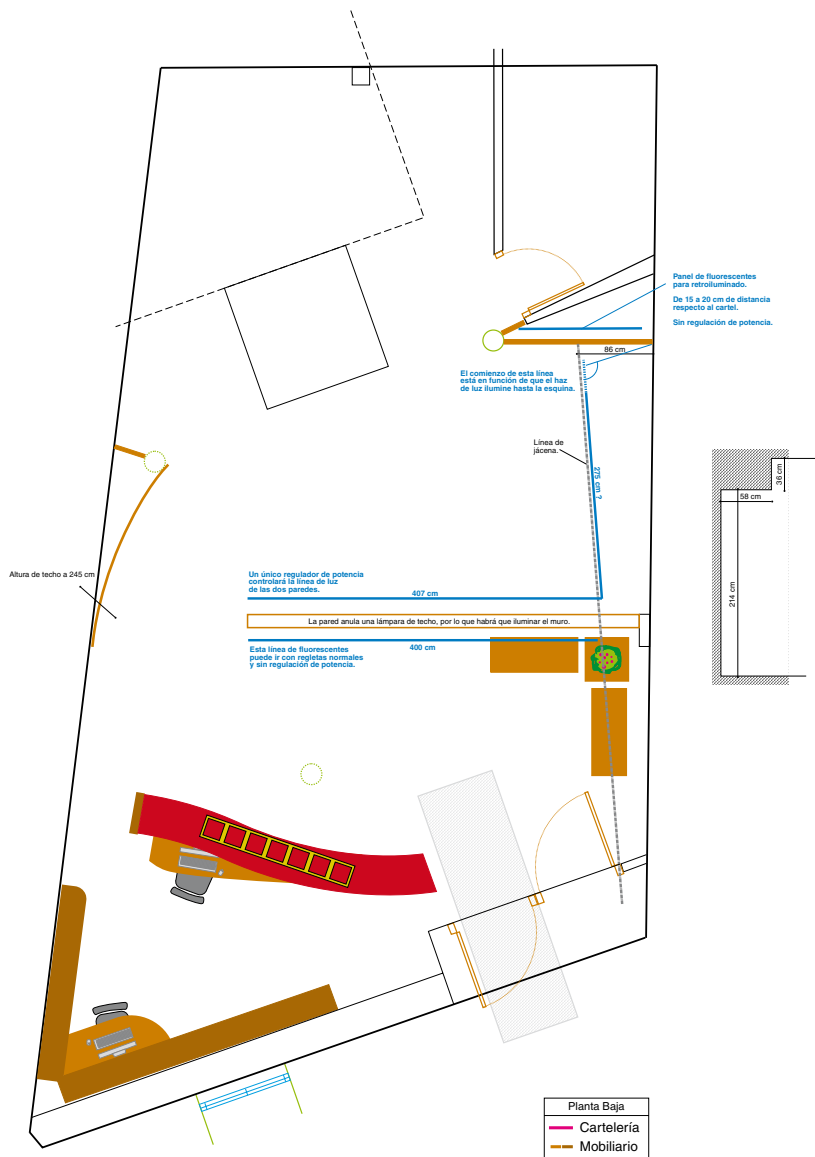 Panel de fluorescentes
para retroiluminado.
De 15 a 20 cm de distancia
respecto al cartel.
Sin regulación de potencia.
86 cm
El comienzo de esta línea
está en función de que el haz
de luz ilumine hasta la esquina.
Línea de
jácena.
275 cm ?
36 cm
58 cm
214 cm
Altura de techo a 245 cm
Un único regulador de potencia
controlará la línea de luz
de las dos paredes.
407 cm
La pared anula una lámpara de techo, por lo que habrá que iluminar el muro.
Esta línea de fluorescentes
puede ir con regletas normales
y sin regulación de potencia.
400 cm
Planta Baja
Cartelería
Mobiliario